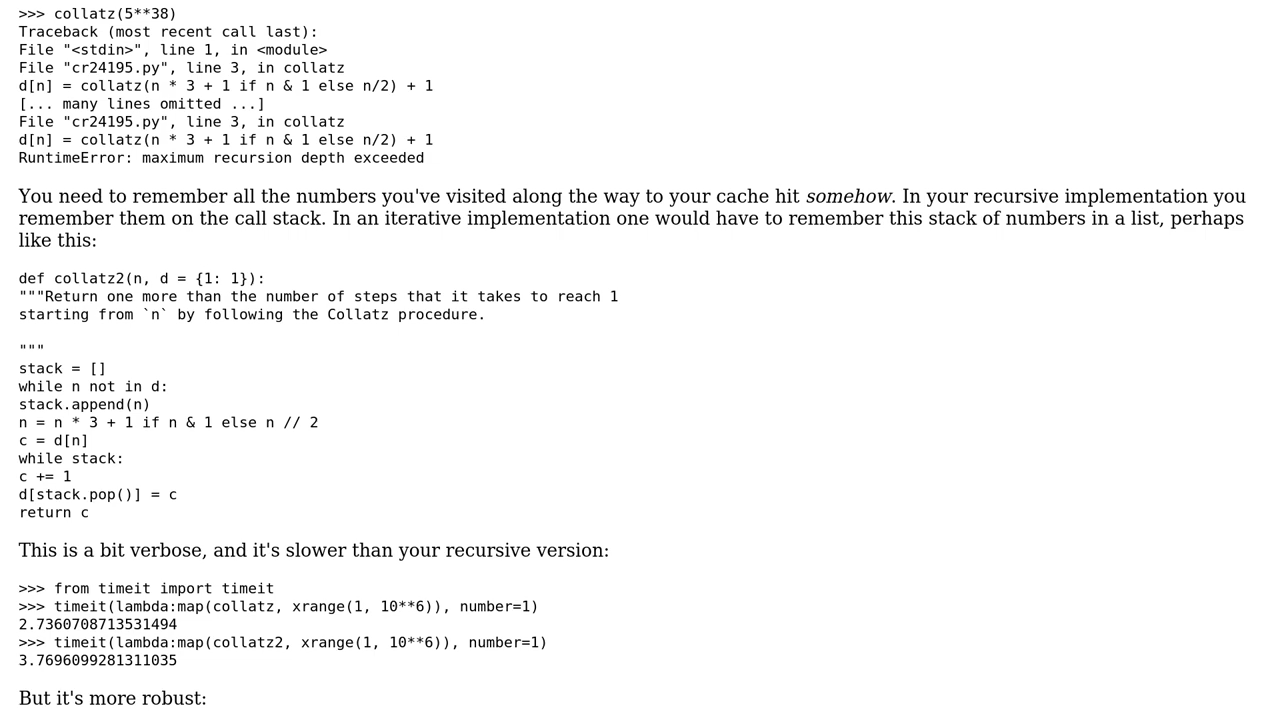 >>> collatz(5**38)
Traceback (most recent call last):
File "<stdin>", line 1, in <module>
File "cr24195.py", line 3, in collatz
d[n] = collatz(n * 3 + 1 if n & 1 else n/2) + 1
[... many lines omitted ...]
File "cr24195.py", line 3, in collatz
d[n] = collatz(n * 3 + 1 if n & 1 else n/2) + 1
RuntimeError: maximum recursion depth exceeded
You need to remember all the numbers you've visited along the way to your cache hit somehow. In your recursive implementation you
remember them on the call stack. In an iterative implementation one would have to remember this stack of numbers in a list, perhaps
like this:
def collatz2(n, d = {1: 1}):
"""Return one more than the number of steps that it takes to reach 1
starting from `n` by following the Collatz procedure.
"""
stack = []
while n not in d:
stack.append(n)
n = n * 3 + 1 if n & 1 else n // 2
c = d[n]
while stack:
c += 1
d[stack.pop()] = c
return c
This is a bit verbose, and it's slower than your recursive version:
>>> from timeit import timeit
>>> timeit(lambda:map(collatz, xrange(1, 10**6)), number=1)
2.7360708713531494
>>> timeit(lambda:map(collatz2, xrange(1, 10**6)), number=1)
3.7696099281311035
But it's more robust: